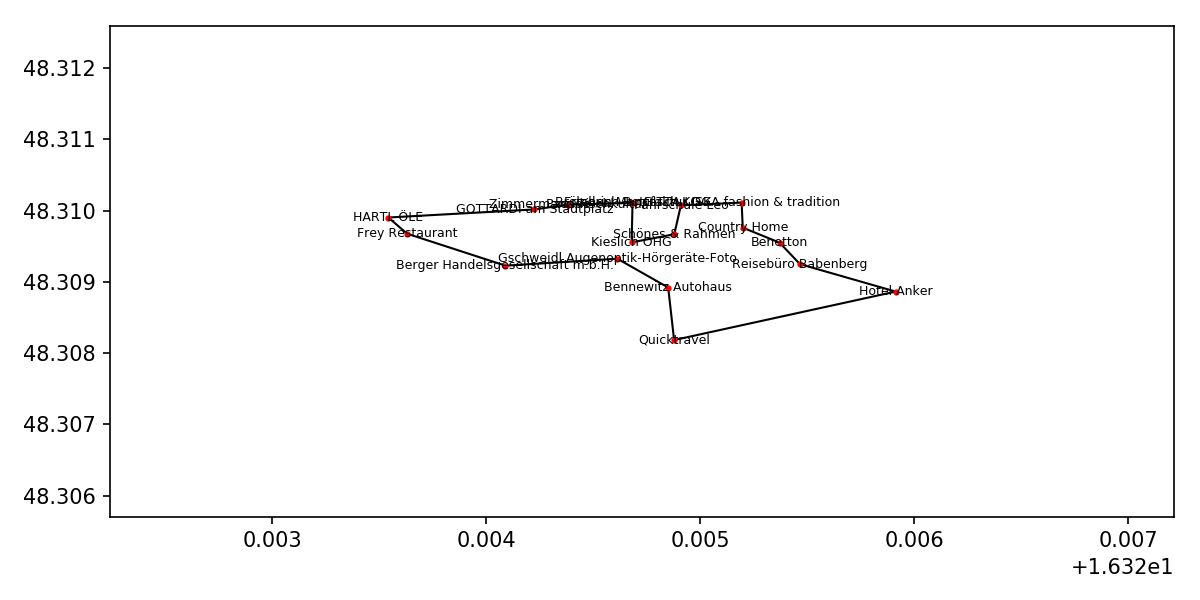 48.312
48.311
48.310
48.309
48.308
48.307
48.306
fashion & tradition
GOTTARDI am Stadtplatz
HARTL ÖLE
Country Home
Frey Restaurant
Schönes & Rahmen
Kieslich OHG
Benetton
Gschweidl Augenoptik-Hörgeräte-Foto
Berger Handelsgesellschaft m.b.H.
Reisebüro Babenberg
Bennewitz Autohaus
Hotel Anker
Quicktravel
0.003
0.004
0.005
0.006
0.007
+1.632e1